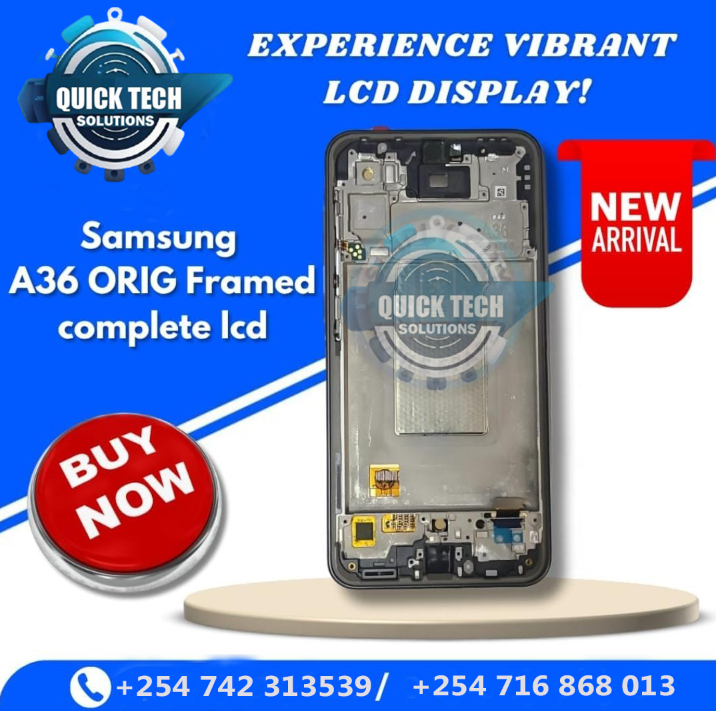 EXPERIENCE VIBRANT
LCD DISPLAY!
QUICK TECH
SOLUTIONS
NEW
ARRIVAL
Samsung
A36 ORIG Framed
complete lcd
QUICK TECH
SOLUTIONS
BUY
NOW
+254 742 313539/ +254 716 868 013